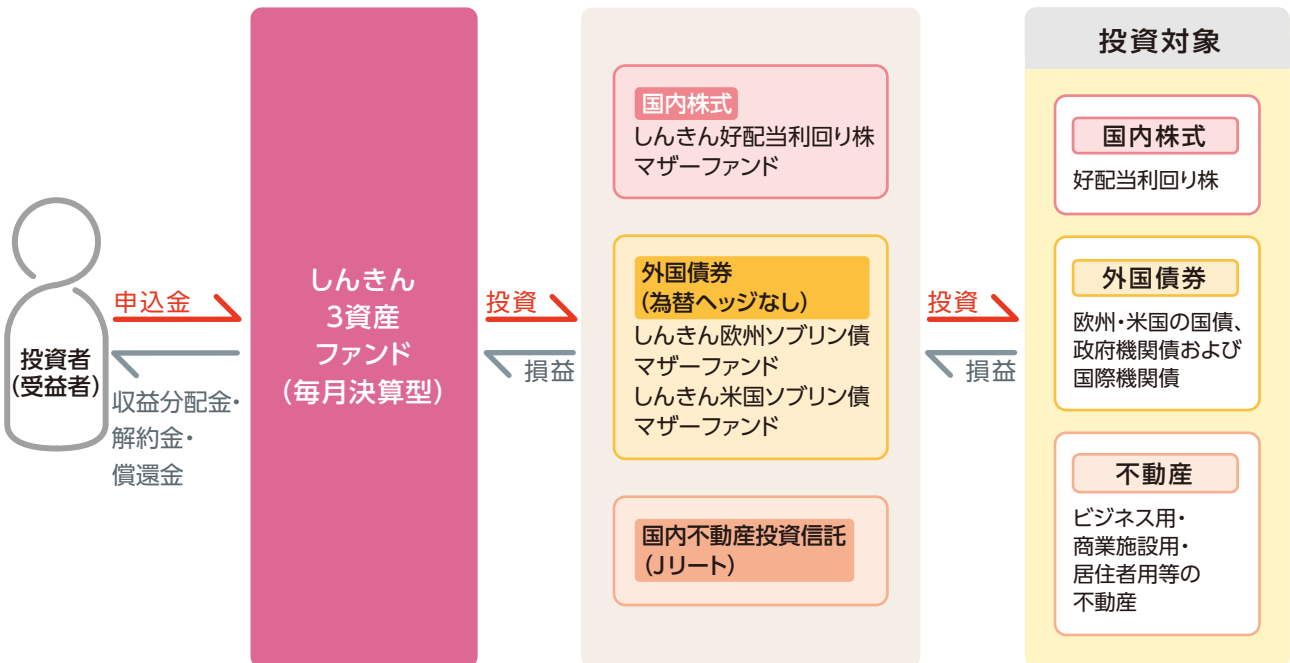 投資者
(受益者)
申込金
収益分配金・
解約金・
償還金
しんきん
3資産
ファンド
(毎月決算型)
投資
損益
国内株式
しんきん好配当利回り株
マザーファンド
外国債券
(為替ヘッジなし)
しんきん欧州ソブリン債
マザーファンド
しんきん米国ソブリン債
マザーファンド
国内不動産投資信託
(Jリート)
投資
損益
投資対象
国内株式
好配当利回り株
外国債券
欧州・米国の国債、
政府機関債および
国際機関債
不動産
ビジネス用・
商業施設用・
居住者用等の
不動産